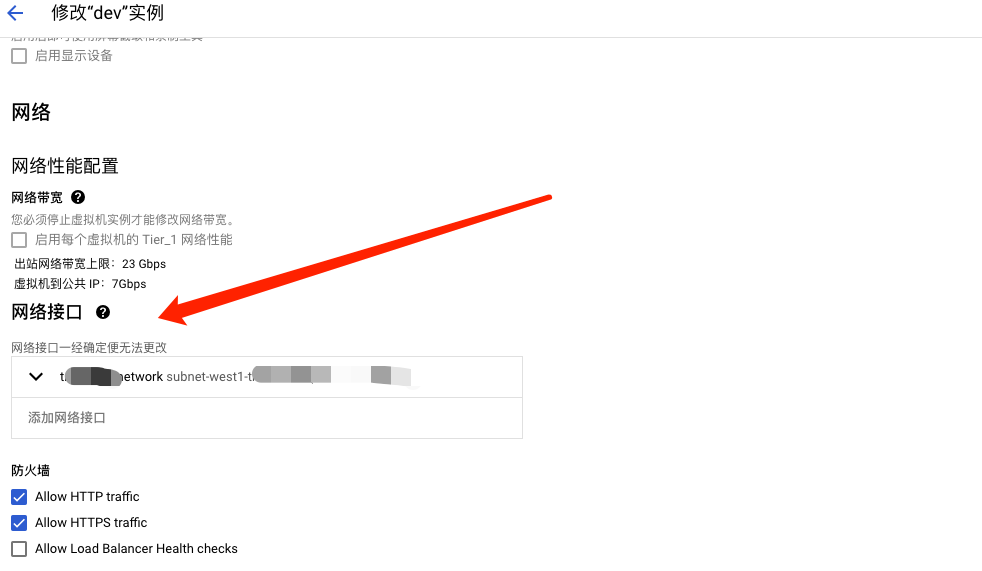 修改“dev”实例
启用显示设备
网络
网络性能配置
网络带宽
您必须停止虚拟机实例才能修改网络带宽。
启用每个虚拟机的 Tier_1 网络性能
出站网络带宽上限：23 Gbps
虚拟机到公共 IP：7Gbps
网络接口
网络接口一经确定便无法更改
etwork subnet-west1-t
添加网络接口
防火墙
Allow HTTP traffic
Allow HTTPS traffic
Allow Load Balancer Health checks